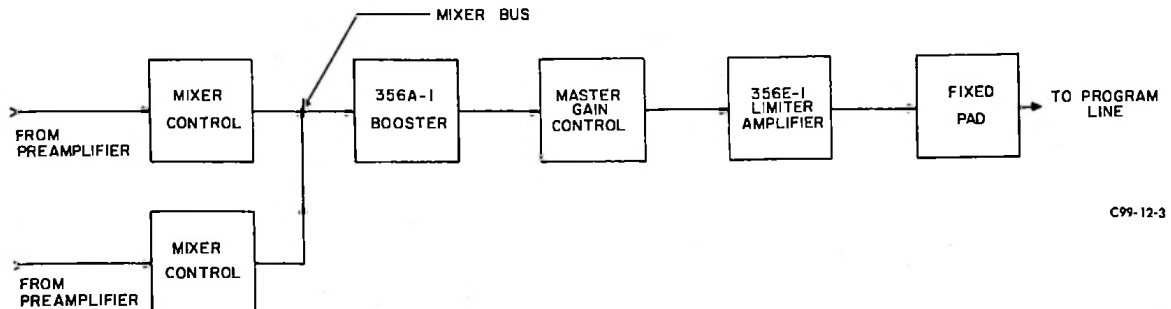 MIXER BUS
MIXER
CONTROL
356A-1
BOOSTER
MASTER
GAIN
CONTROL
356E-1
LIMITER
AMPLIFIER
FIXED
PAD
TO PROGRAM
LINE
FROM
PREAMPLIFIER
C99-12-3
MIXER
CONTROL
FROM
PREAMPLIFIER